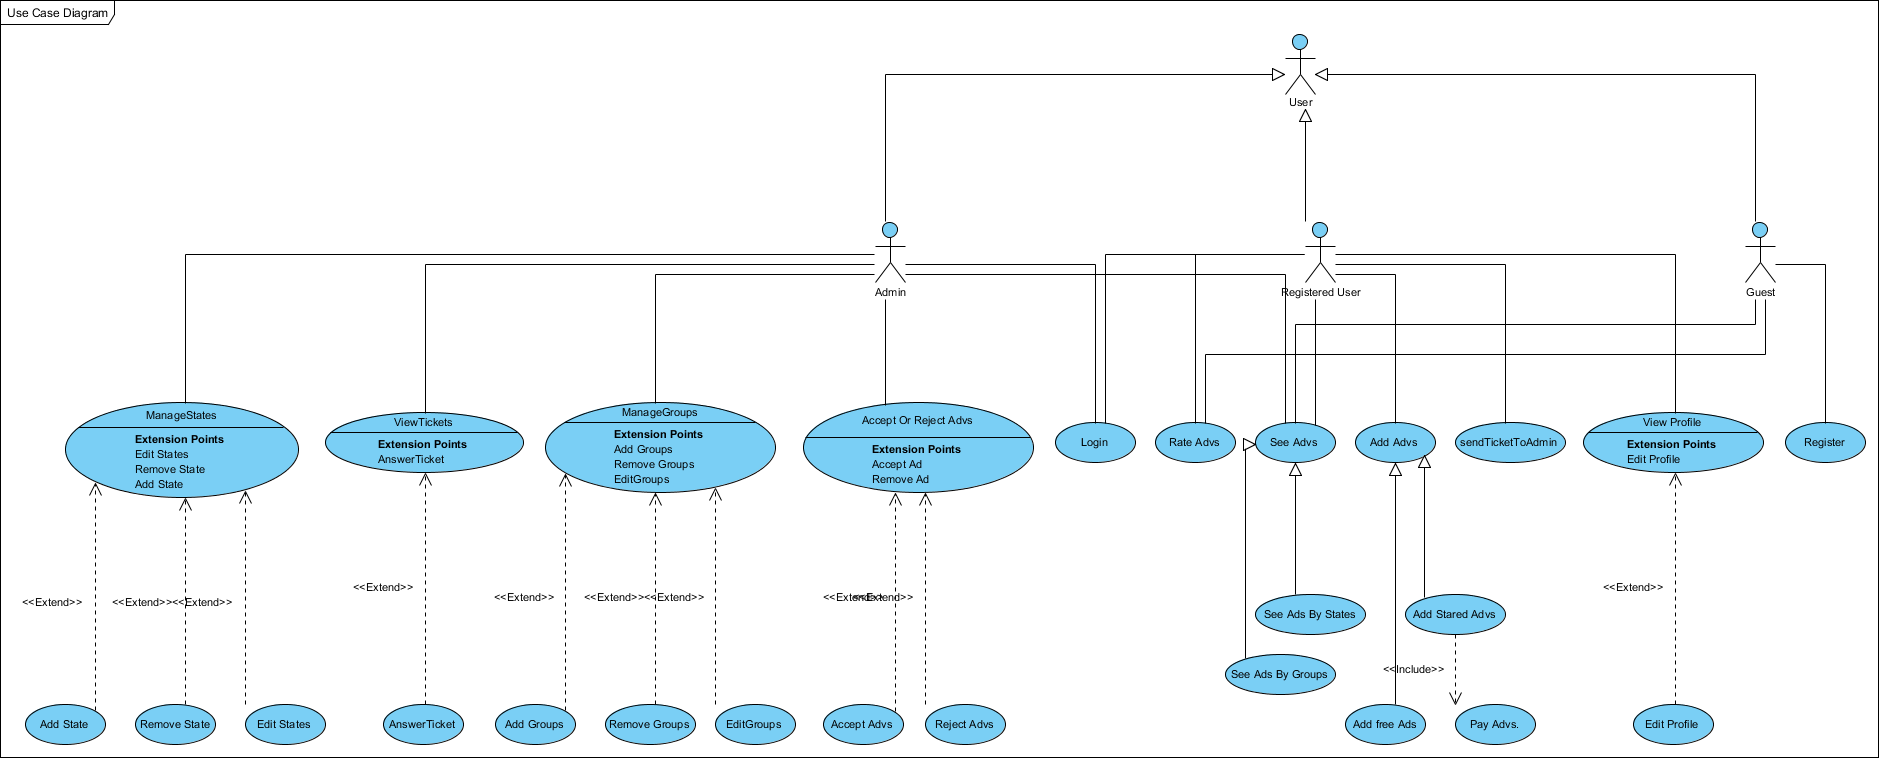 Use Case Diagram
User
Admin
Registered User
Guest
ManageStates
Extension Points
Edit States
Remove State
Add State
ViewTickets
Extension Points
AnswerTicket
ManageGroups
Extension Points
Add Groups
Remove Groups
EditGroups
Accept Or Reject Advs
Extension Points
Accept Ad
Remove Ad
Login
Rate Advs
See Advs
Add Advs
sendTicketToAdmin
View Profile
Extension Points
Edit Profile
Register
<<Extend>>
<<Extend>>
<<Extend>>
<<Extend>>
<<Extend>>
<<Extend>>
<<Extend>>
<<Extend>>
<<Extend>>
<<Extend>>
See Ads By States
Add Stared Advs
See Ads By Groups
<<Include>>
Add State
Remove State
Edit States
AnswerTicket
Add Groups
Remove Groups
EditGroups
Accept Advs
Reject Advs
Add free Ads
Pay Advs.
Edit Profile